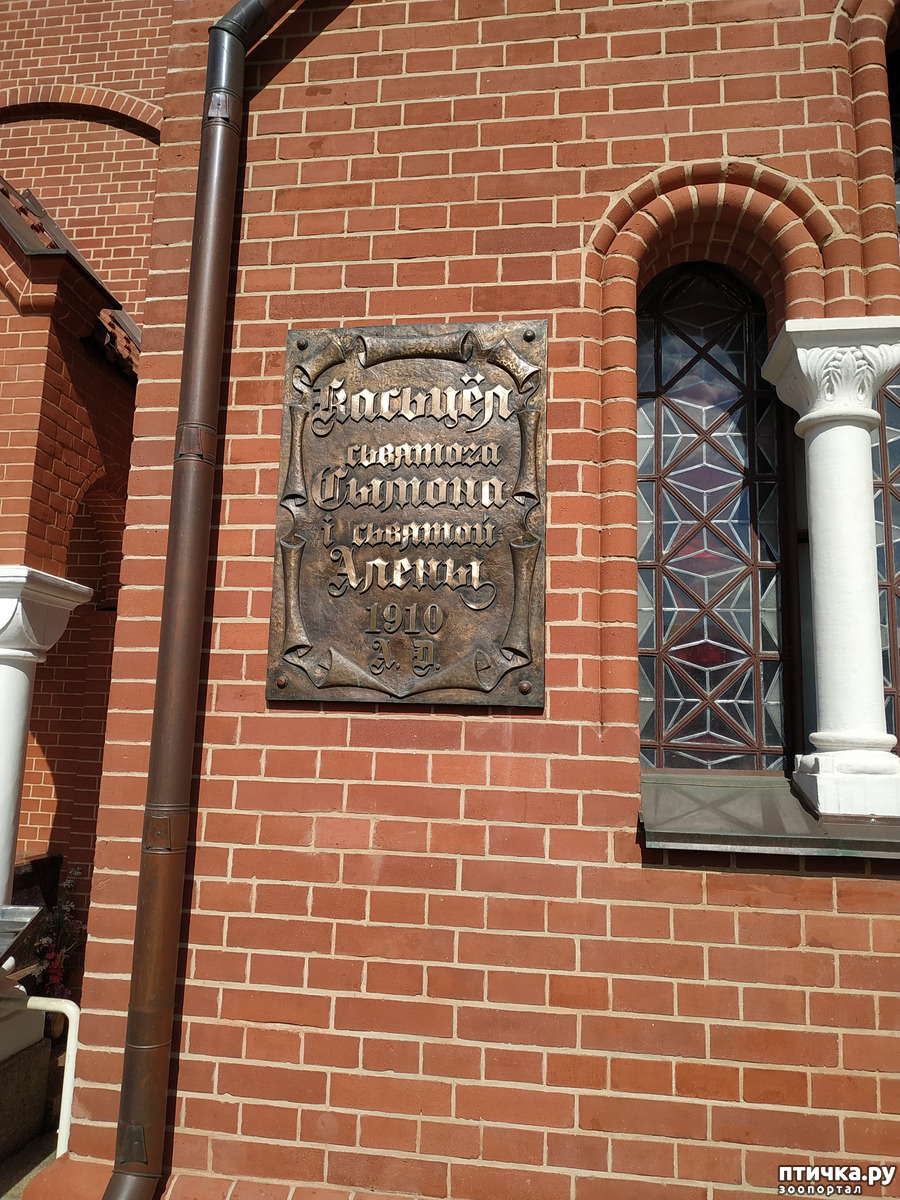 Касьцёл
сьвятога
Сымона
і сьвятой
Алены
1910
A. D.
птичка.ру
зоопортал